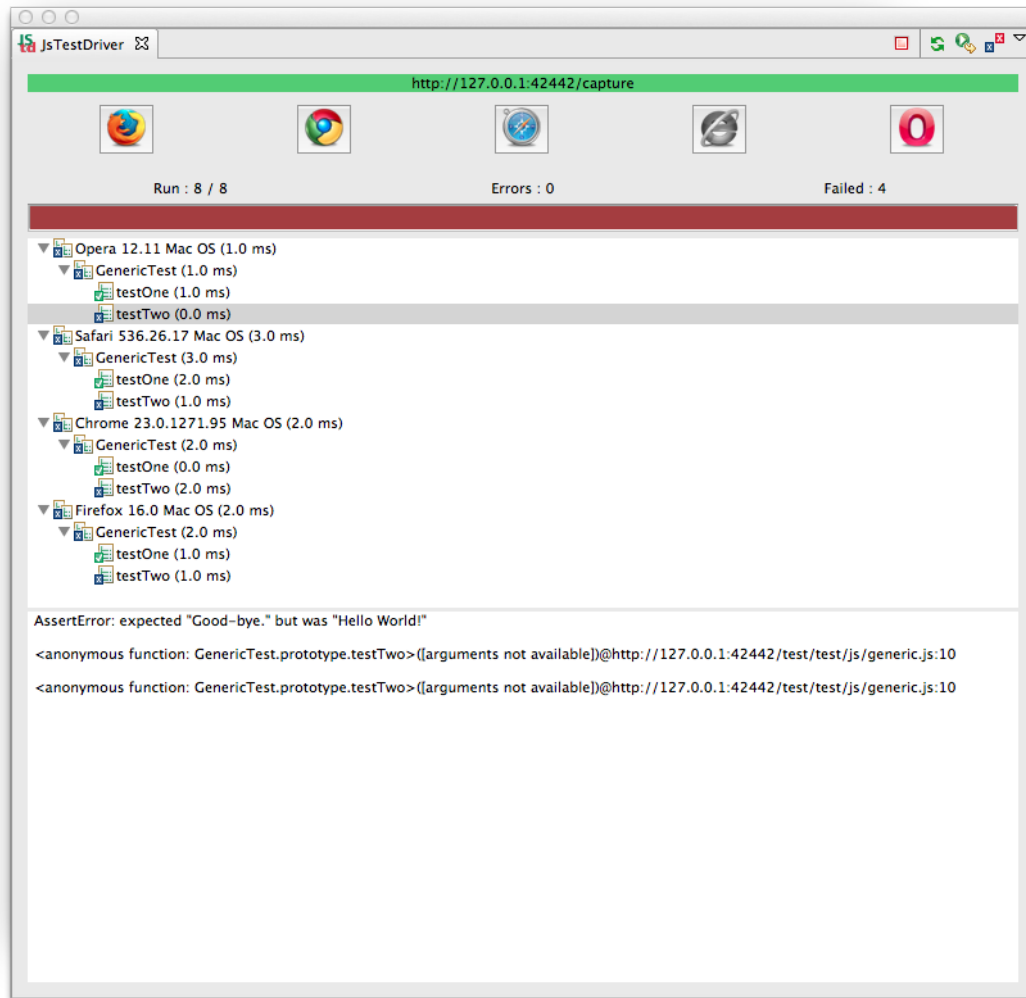 JsTestDriver
http://127.0.0.1:42442/capture
Run : 8 / 8 Errors : 0 Failed : 4
Opera 12.11 Mac OS (1.0 ms)
GenericTest (1.0 ms)
testOne (1.0 ms)
testTwo (0.0 ms)
Safari 536.26.17 Mac OS (3.0 ms)
GenericTest (3.0 ms)
testOne (2.0 ms)
testTwo (1.0 ms)
Chrome 23.0.1271.95 Mac OS (2.0 ms)
GenericTest (2.0 ms)
testOne (0.0 ms)
testTwo (2.0 ms)
Firefox 16.0 Mac OS (2.0 ms)
GenericTest (2.0 ms)
testOne (1.0 ms)
testTwo (1.0 ms)
AssertError: expected "Good-bye." but was "Hello World!"
<anonymous function: GenericTest.prototype.testTwo>([arguments not available])@http://127.0.0.1:42442/test/test/js/generic.js:10
<anonymous function: GenericTest.prototype.testTwo>([arguments not available])@http://127.0.0.1:42442/test/test/js/generic.js:10